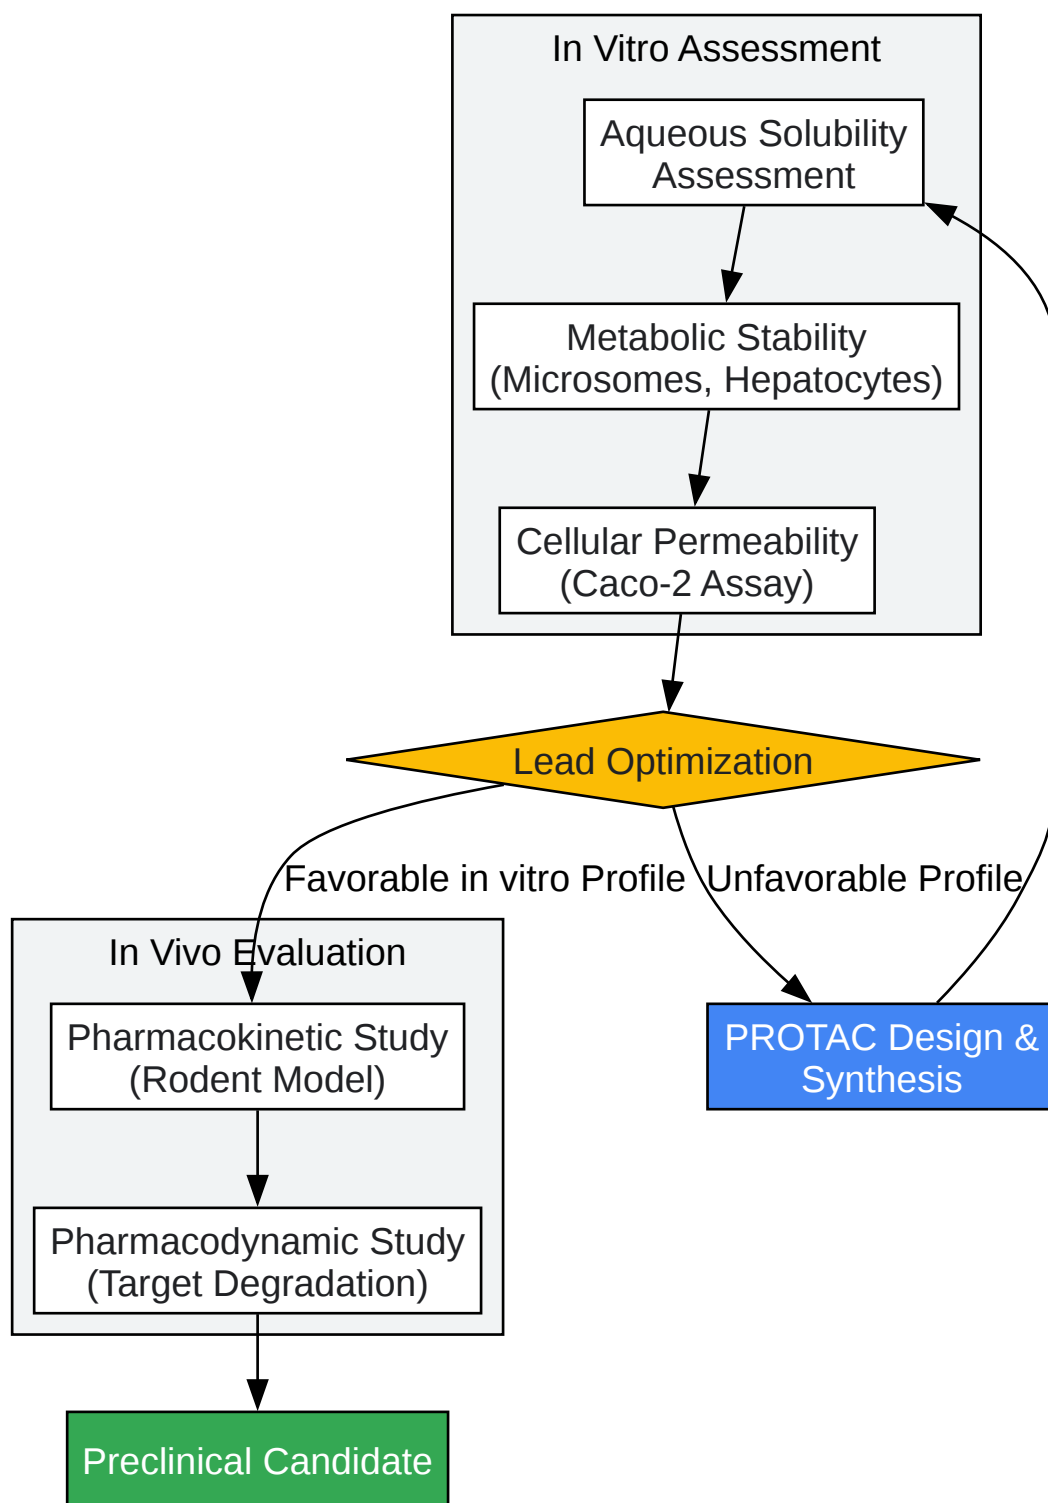 In Vitro Assessment
Aqueous Solubility
Assessment
Metabolic Stability
(Microsomes, Hepatocytes)
Cellular Permeability
(Caco-2 Assay)
Lead Optimization
Favorable in vitro Profile
Unfavorable Profile
In Vivo Evaluation
Pharmacokinetic Study
(Rodent Model)
PROTAC Design &
Synthesis
Pharmacodynamic Study
(Target Degradation)
Preclinical Candidate